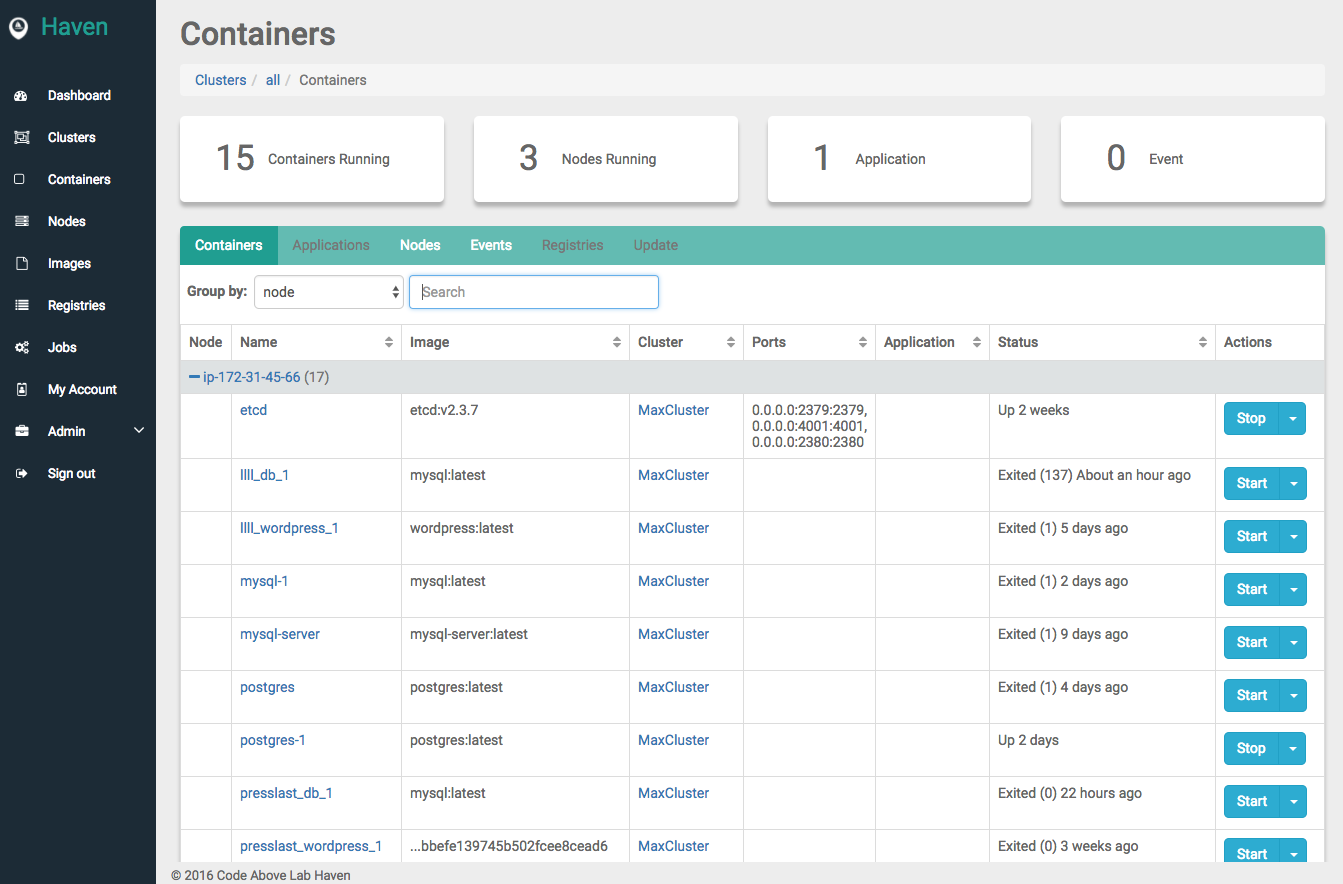 Haven
Dashboard
Clusters
Containers
Nodes
Images
Registries
Jobs
My Account
Admin
Sign out
Containers
Clusters / all / Containers
15 Containers Running
3 Nodes Running
1 Application
0 Event
Containers Applications Nodes Events Registries Update
Group by: node Search
Node Name Image Cluster Ports Application Status Actions
ip-172-31-45-66 (17)
etcd etcd:v2.3.7 MaxCluster 0.0.0.0:2379:2379, Up 2 weeks Stop
0.0.0.0:4001:4001,
0.0.0.0:2380:2380
llll_db_1 mysql:latest MaxCluster Exited (137) About an hour ago Start
llll_wordpress_1 wordpress:latest MaxCluster Exited (1) 5 days ago Start
mysql-1 mysql:latest MaxCluster Exited (1) 2 days ago Start
mysql-server mysql-server:latest MaxCluster Exited (1) 9 days ago Start
postgres postgres:latest MaxCluster Exited (1) 4 days ago Start
postgres-1 postgres:latest MaxCluster Up 2 days Stop
presslast_db_1 mysql:latest MaxCluster Exited (0) 22 hours ago Start
presslast_wordpress_1 ...bbefe139745b502fcee8cead6 MaxCluster Exited (0) 3 weeks ago Start
© 2016 Code Above Lab Haven